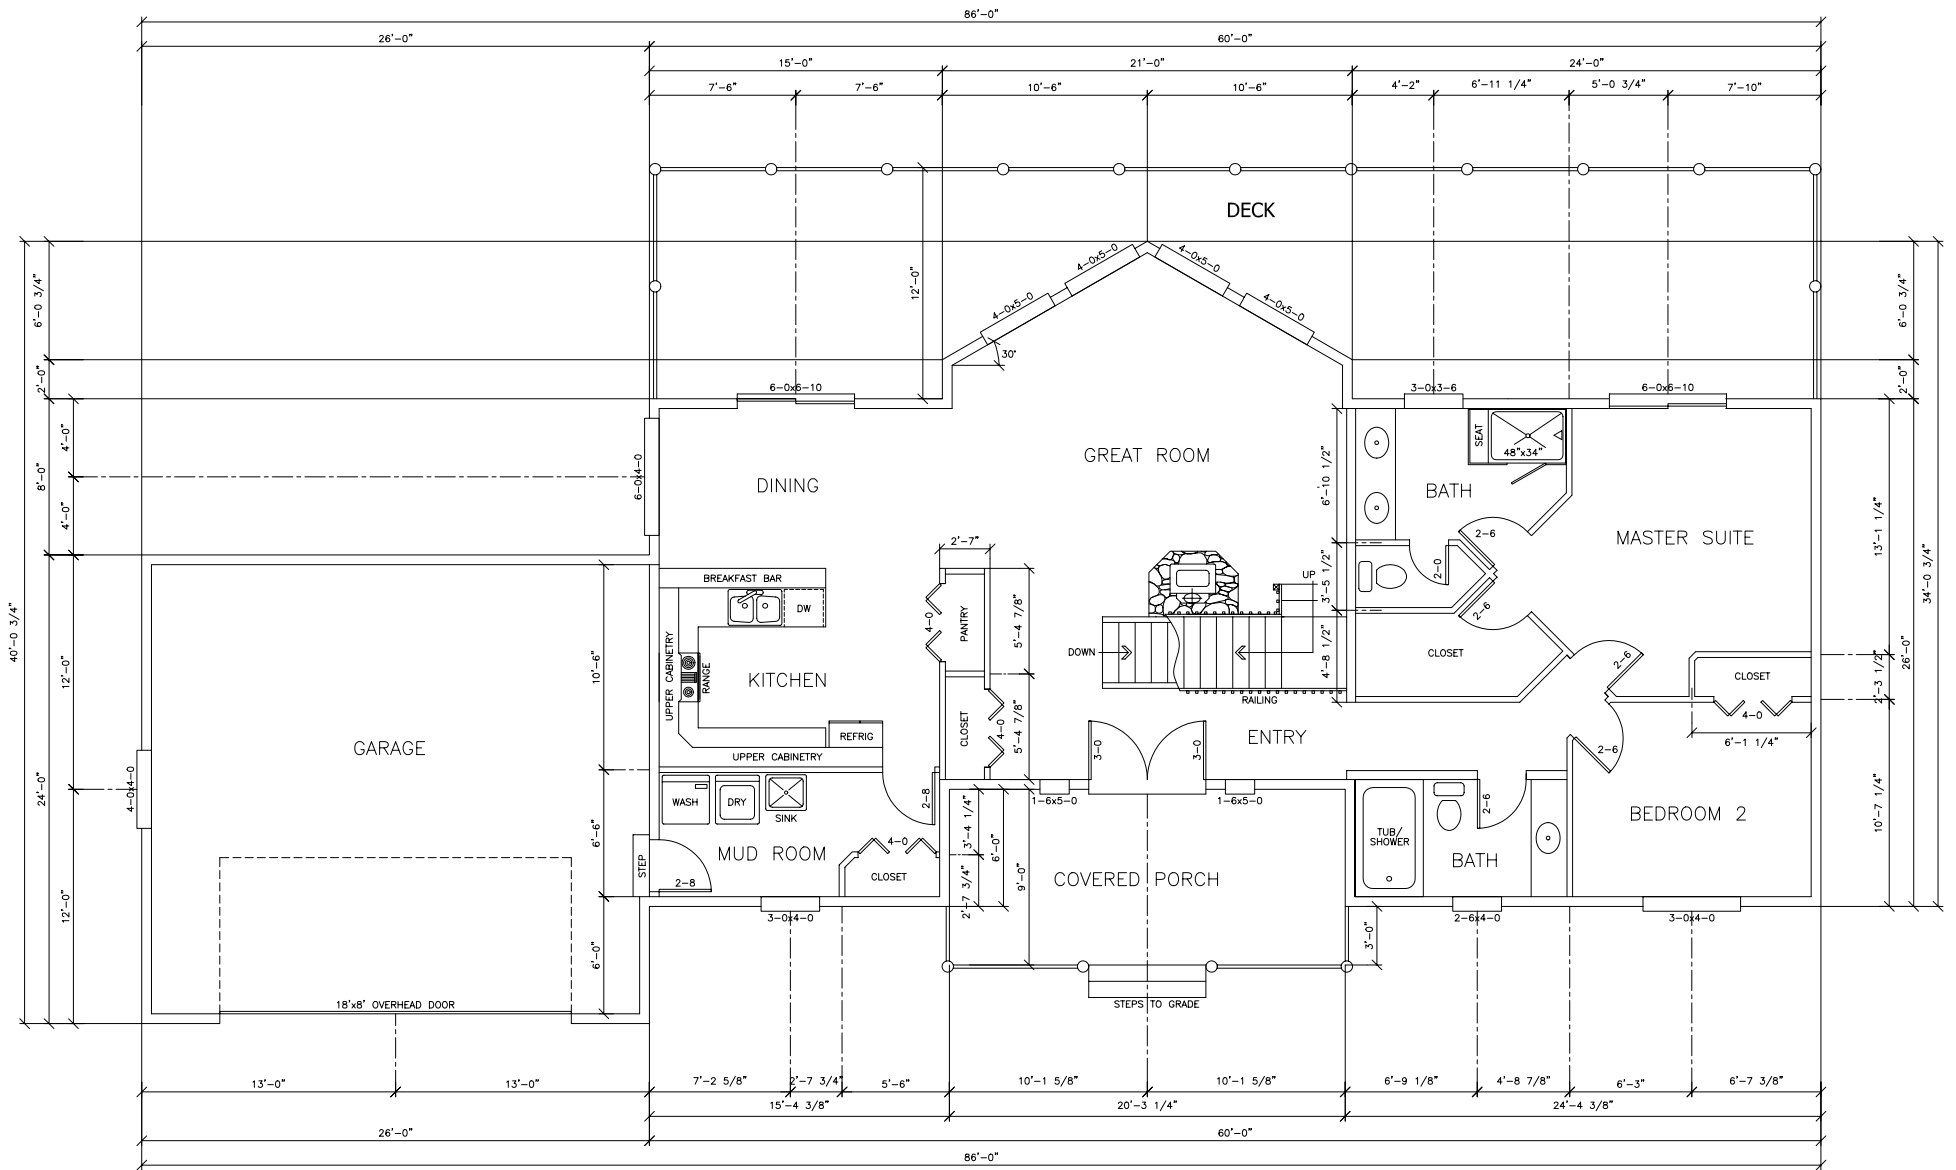 86'-0"
26'-0"
60'-0"
15'-0"
21'-0"
24'-0"
7'-6"
7'-6"
10'-6"
10'-6"
4'-2"
6'-11 1/4"
5'-0 3/4"
7'-10"
DECK
4-0x5-0
4-0x5-0
4-0x5-0
4-0x5-0
12'-0"
30°
6'-0 3/4"
6'-0 3/4"
2'-0"
2'-0"
6-0x6-10
3-0x3-6
6-0x6-10
4'-0"
8'-0"
4'-0"
6-0x4-0
GREAT ROOM
DINING
6'-10 1/2"
SEAT
48"x34"
BATH
2-6
MASTER SUITE
13'-1 1/4"
2'-7"
2-0
BREAKFAST BAR
DW
UP
3'-5 1/2"
2-6
40'-0 3/4"
34'-0 3/4"
12'-0"
10'-6"
UPPER CABINETRY
RANGE
KITCHEN
4-0
PANTRY
5'-4 7/8"
DOWN
4'-8 1/2"
CLOSET
2-6
CLOSET
26'-0"
2'-3 1/2"
RAILING
4-0
6'-1 1/4"
CLOSET
4-0
5'-4 7/8"
REFRIG
UPPER CABINETRY
ENTRY
3-0
3-0
2-6
GARAGE
24'-0"
4-0x4-0
WASH
DRY
SINK
2-8
1-6x5-0
1-6x5-0
2-6
TUB/
SHOWER
BATH
BEDROOM 2
10'-7 1/4"
6'-6"
STEP
MUD ROOM
4-0
CLOSET
2-8
3'-4 1/4"
6'-0"
9'-0"
2'-7 3/4"
COVERED PORCH
12'-0"
6'-0"
3-0x4-0
2-6x4-0
3-0x4-0
3'-0"
18'x8' OVERHEAD DOOR
STEPS TO GRADE
13'-0"
13'-0"
7'-2 5/8"
2'-7 3/4"
5'-6"
10'-1 5/8"
10'-1 5/8"
6'-9 1/8"
4'-8 7/8"
6'-3"
6'-7 3/8"
15'-4 3/8"
20'-3 1/4"
24'-4 3/8"
26'-0"
60'-0"
86'-0"